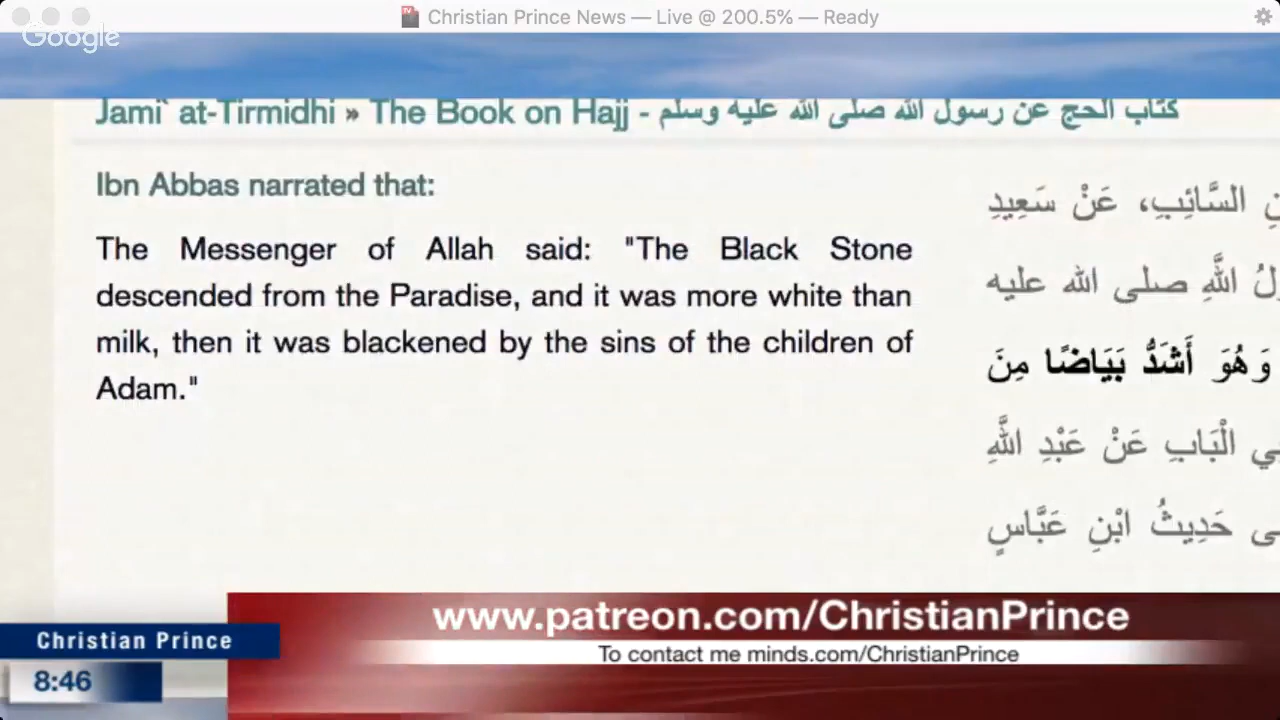 Christian Prince News — Live @ 200.5% — Ready
Google
Jami` at-Tirmidhi » The Book on Hajj - كتاب الحج عن رسول الله صلى الله عليه وسلم
Ibn Abbas narrated that:
The Messenger of Allah said: "The Black Stone
descended from the Paradise, and it was more white than
milk, then it was blackened by the sins of the children of
Adam."
السَّائِبِ، عَنْ سَعِيدِ
اللَّهِ صلى الله عليه
وَهُوَ أَشَدُّ بَيَاضًا مِنَ
الْبَابِ عَنْ عَبْدِ اللَّهِ
حَدِيثُ ابْنِ عَبَّاسٍ
www.patreon.com/ChristianPrince
To contact me minds.com/ChristianPrince
Christian Prince
8:46